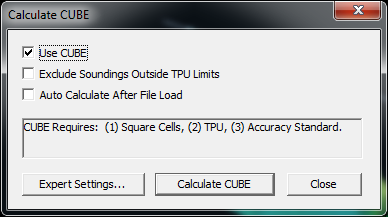 Calculate CUBE
Use CUBE
Exclude Soundings Outside TPU Limits
Auto Calculate After File Load
CUBE Requires: (1) Square Cells, (2) TPU, (3) Accuracy Standard.
Expert Settings... Calculate CUBE Close